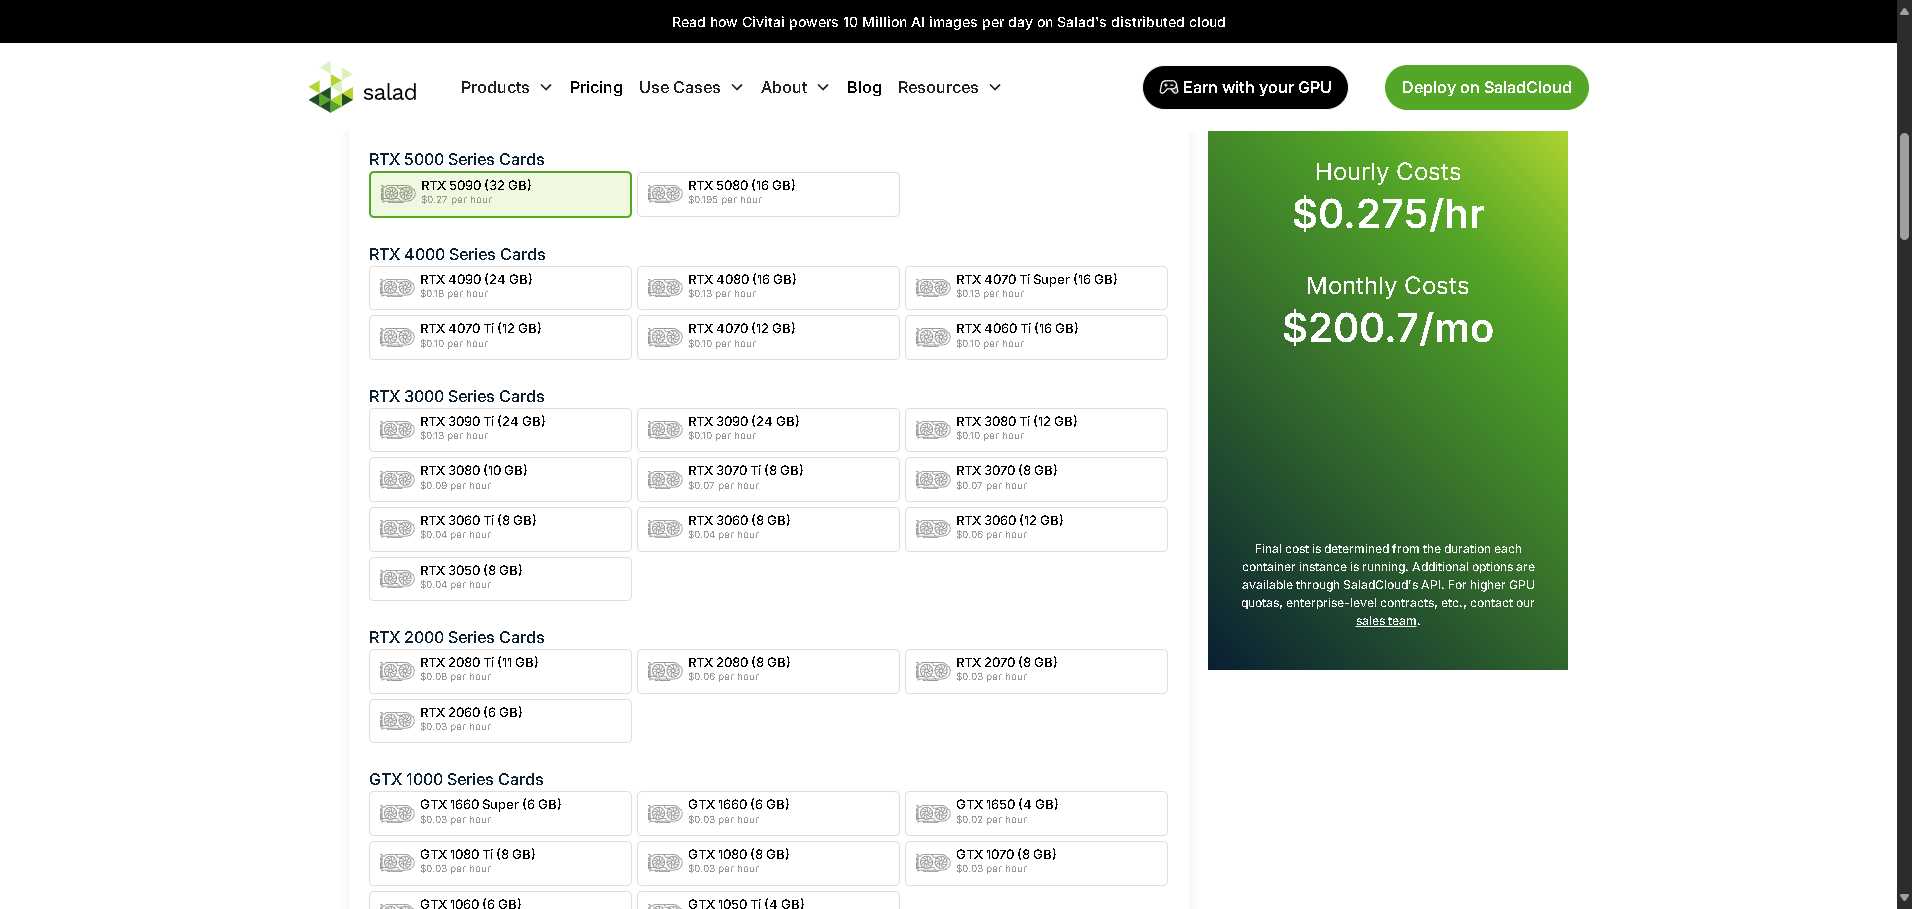 Read how Civitai powers 10 Million AI images per day on Salad's distributed cloud
salad
Products
Pricing
Use Cases
About
Blog
Resources
Earn with your GPU
Deploy on SaladCloud
RTX 5000 Series Cards
RTX 5090 (32 GB)
$0.27 per hour
RTX 5080 (16 GB)
$0.195 per hour
RTX 4000 Series Cards
RTX 4090 (24 GB)
$0.18 per hour
RTX 4080 (16 GB)
$0.13 per hour
RTX 4070 Ti Super (16 GB)
$0.13 per hour
RTX 4070 Ti (12 GB)
$0.10 per hour
RTX 4070 (12 GB)
$0.10 per hour
RTX 4060 Ti (16 GB)
$0.10 per hour
RTX 3000 Series Cards
RTX 3090 Ti (24 GB)
$0.13 per hour
RTX 3090 (24 GB)
$0.10 per hour
RTX 3080 Ti (12 GB)
$0.10 per hour
RTX 3080 (10 GB)
$0.09 per hour
RTX 3070 Ti (8 GB)
$0.07 per hour
RTX 3070 (8 GB)
$0.07 per hour
RTX 3060 Ti (8 GB)
$0.04 per hour
RTX 3060 (8 GB)
$0.04 per hour
RTX 3060 (12 GB)
$0.06 per hour
RTX 3050 (8 GB)
$0.04 per hour
RTX 2000 Series Cards
RTX 2080 Ti (11 GB)
$0.08 per hour
RTX 2080 (8 GB)
$0.06 per hour
RTX 2070 (8 GB)
$0.03 per hour
RTX 2060 (6 GB)
$0.03 per hour
GTX 1000 Series Cards
GTX 1660 Super (6 GB)
$0.03 per hour
GTX 1660 (6 GB)
$0.03 per hour
GTX 1650 (4 GB)
$0.02 per hour
GTX 1080 Ti (8 GB)
$0.03 per hour
GTX 1080 (8 GB)
$0.03 per hour
GTX 1070 (8 GB)
$0.03 per hour
GTX 1060 (6 GB)
GTX 1050 Ti (4 GB)
Hourly Costs
$0.275/hr
Monthly Costs
$200.7/mo
Final cost is determined from the duration each
container instance is running. Additional options are
available through SaladCloud's API. For higher GPU
quotas, enterprise-level contracts, etc., contact our
sales team.